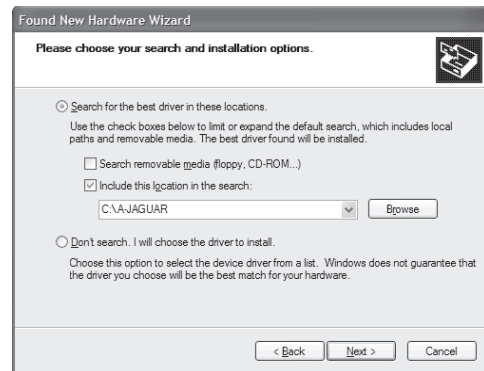 Found New Hardware Wizard
Please choose your search and installation options.
Search for the best driver in these locations.
Use the check boxes below to limit or expand the default search, which includes local
paths and removable media. The best driver found will be installed.
Search removable media (floppy, CD-ROM...)
Include this location in the search:
C:\A-JAGUAR
Browse
Don't search. I will choose the driver to install.
Choose this option to select the device driver from a list. Windows does not guarantee that
the driver you choose will be the best match for your hardware.
< Back Next > Cancel